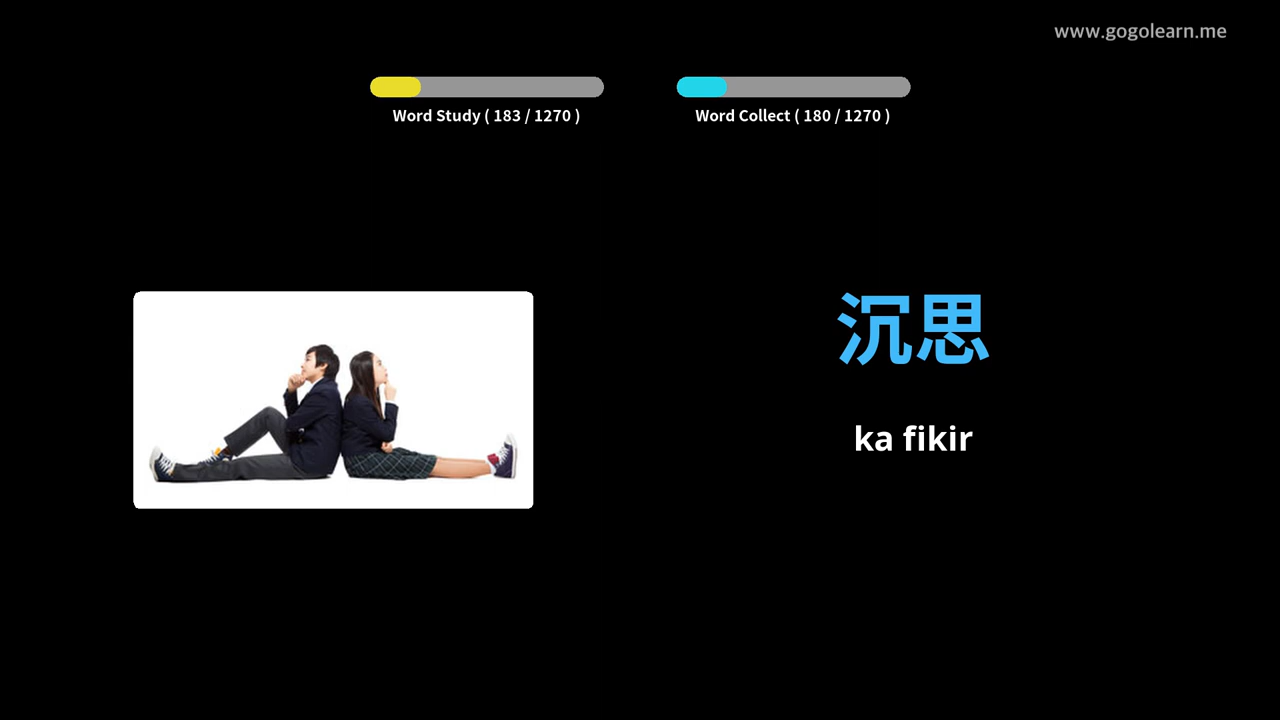 www.gogolearn.me
Word Study ( 183 / 1270 )
Word Collect ( 180 / 1270 )
沉思
ka fikir